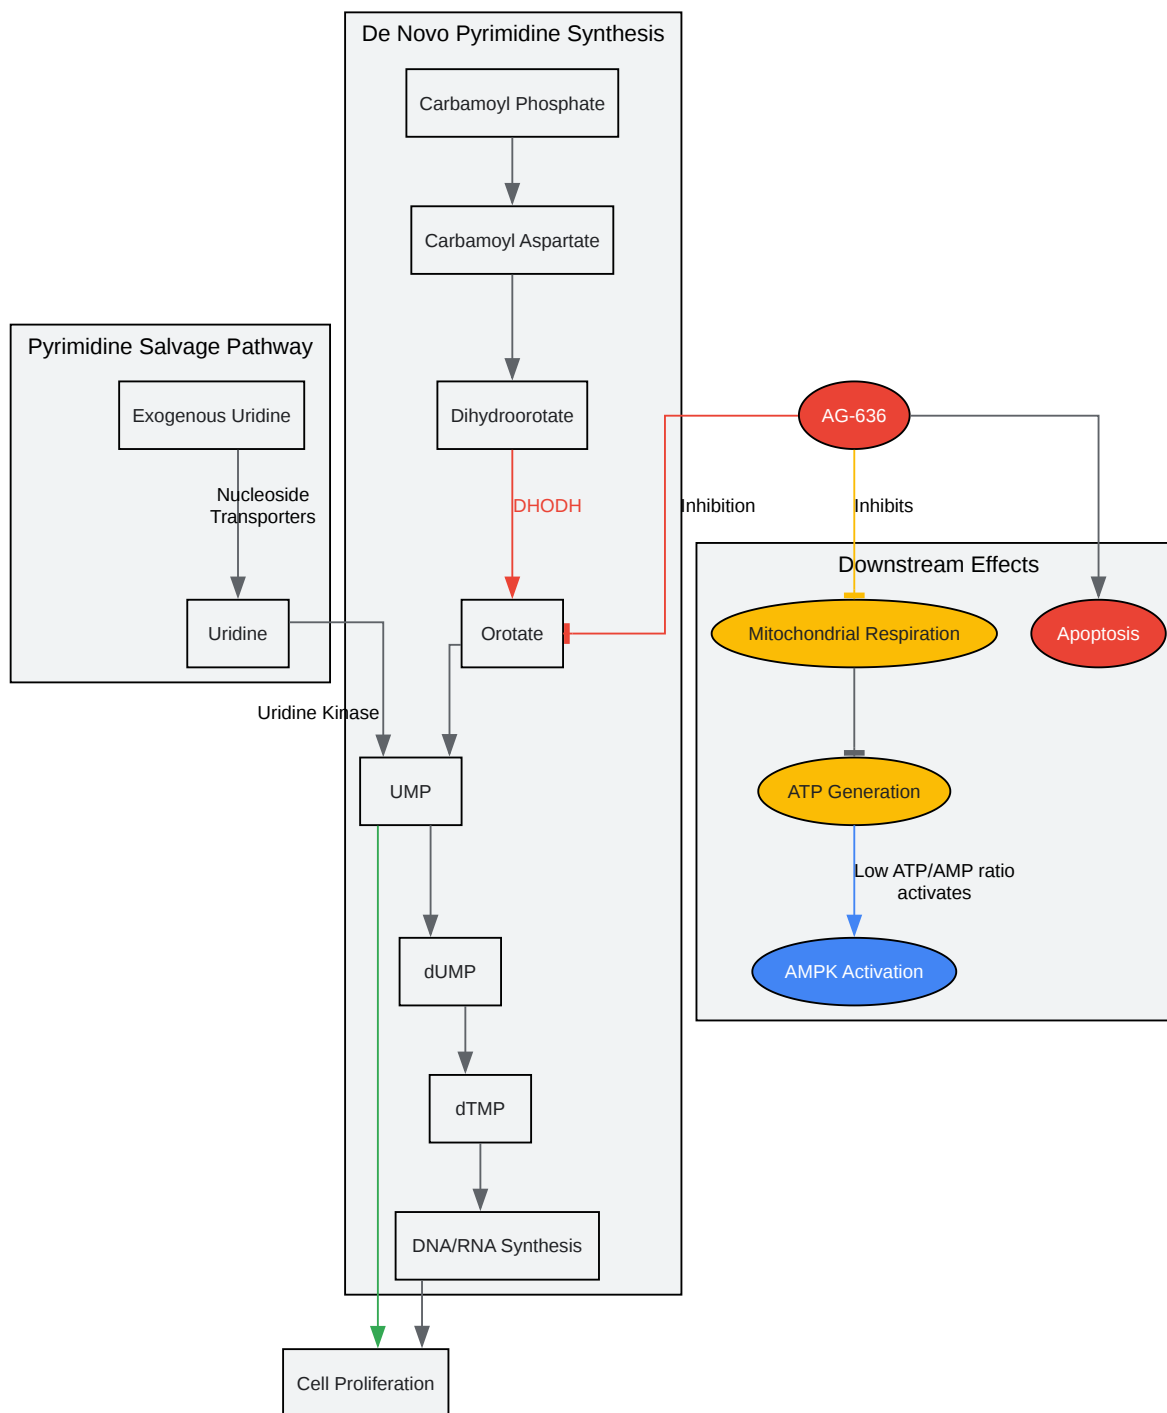 De Novo Pyrimidine Synthesis
Carbamoyl Phosphate
Carbamoyl Aspartate
Pyrimidine Salvage Pathway
Exogenous Uridine
Dihydroorotate
AG-636
Nucleoside
Transporters
DHODH
Inhibition
Inhibits
Downstream Effects
Uridine
Orotate
Mitochondrial Respiration
Apoptosis
Uridine Kinase
UMP
ATP Generation
Low ATP/AMP ratio
activates
dUMP
AMPK Activation
dTMP
DNA/RNA Synthesis
Cell Proliferation